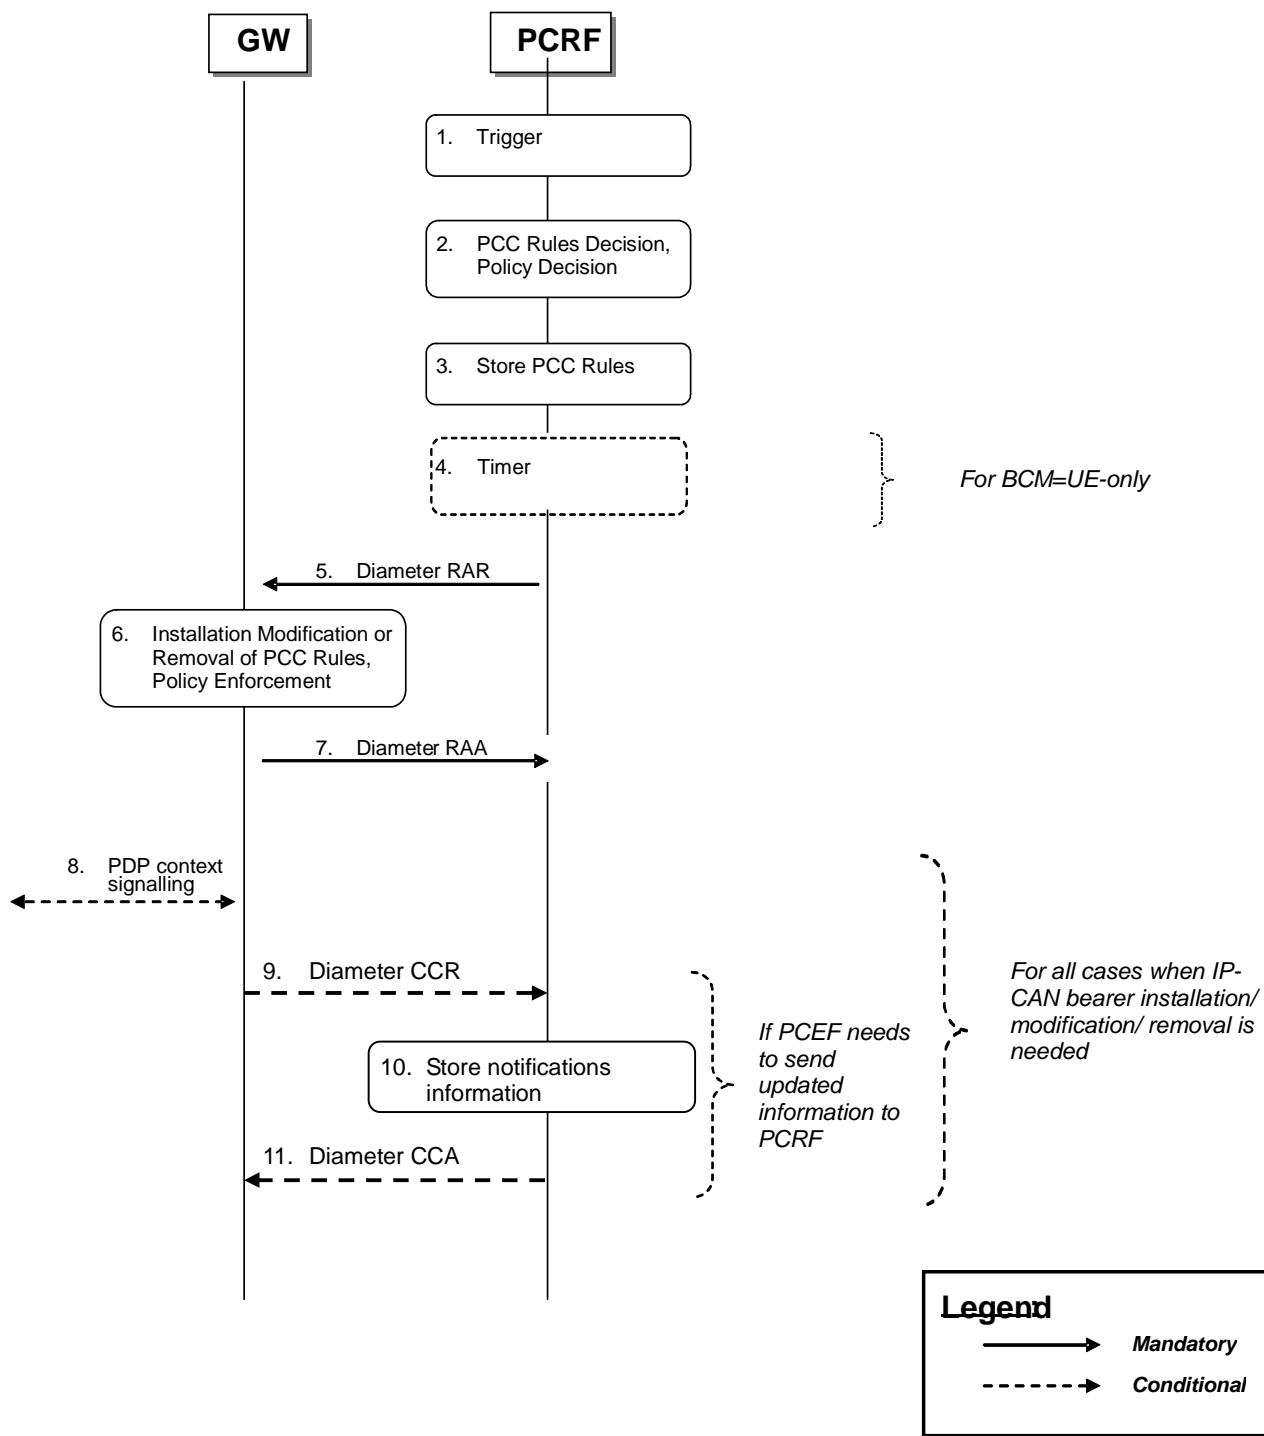 GW
PCRF
1. Trigger
2. PCC Rules Decision,
Policy Decision
3. Store PCC Rules
4. Timer
For BCM=UE-only
5. Diameter RAR
6. Installation Modification or
Removal of PCC Rules,
Policy Enforcement
7. Diameter RAA
8. PDP context
signalling
9. Diameter CCR
10. Store notifications
information
11. Diameter CCA
If PCEF needs
to send
updated
information to
PCRF
For all cases when IP-
CAN bearer installation/
modification/ removal is
needed
Legend:
Mandatory
Conditional